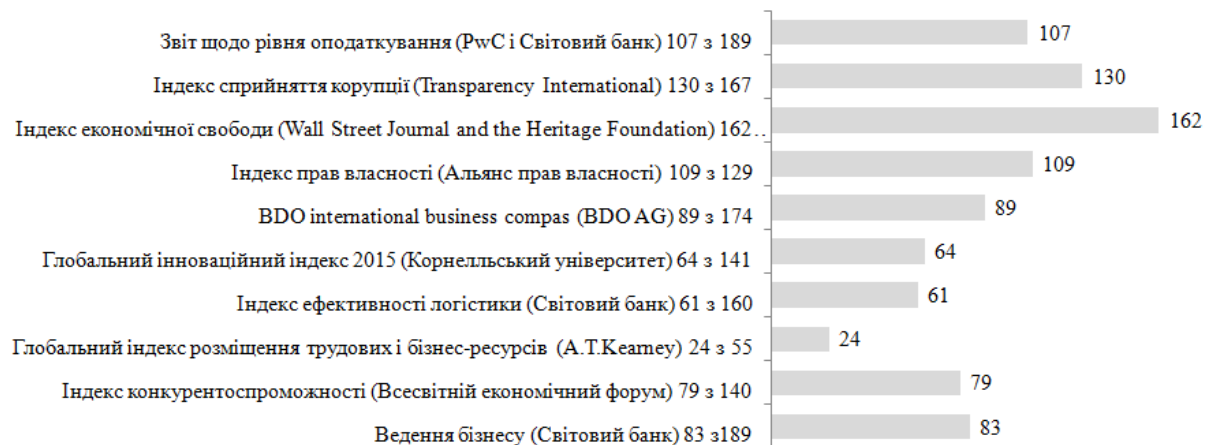 Звіт щодо рівня оподаткування (PwC і Світовий банк) 107 з 189 107
Індекс сприйняття корупції (Transparency International) 130 з 167 130
Індекс економічної свободи (Wall Street Journal and the Heritage Foundation) 162.. 162
Індекс прав власності (Альянс прав власності) 109 з 129 109
BDO international business compas (BDO AG) 89 з 174 89
Глобальний інноваційний індекс 2015 (Корнелльський університет) 64 з 141 64
Індекс ефективності логістики (Світовий банк) 61 з 160 61
Глобальний індекс розміщення трудових і бізнес-ресурсів (A.T.Kearney) 24 з 55 24
Індекс конкурентоспроможності (Всесвітній економічний форум) 79 з 140 79
Ведення бізнесу (Світовий банк) 83 з189 83